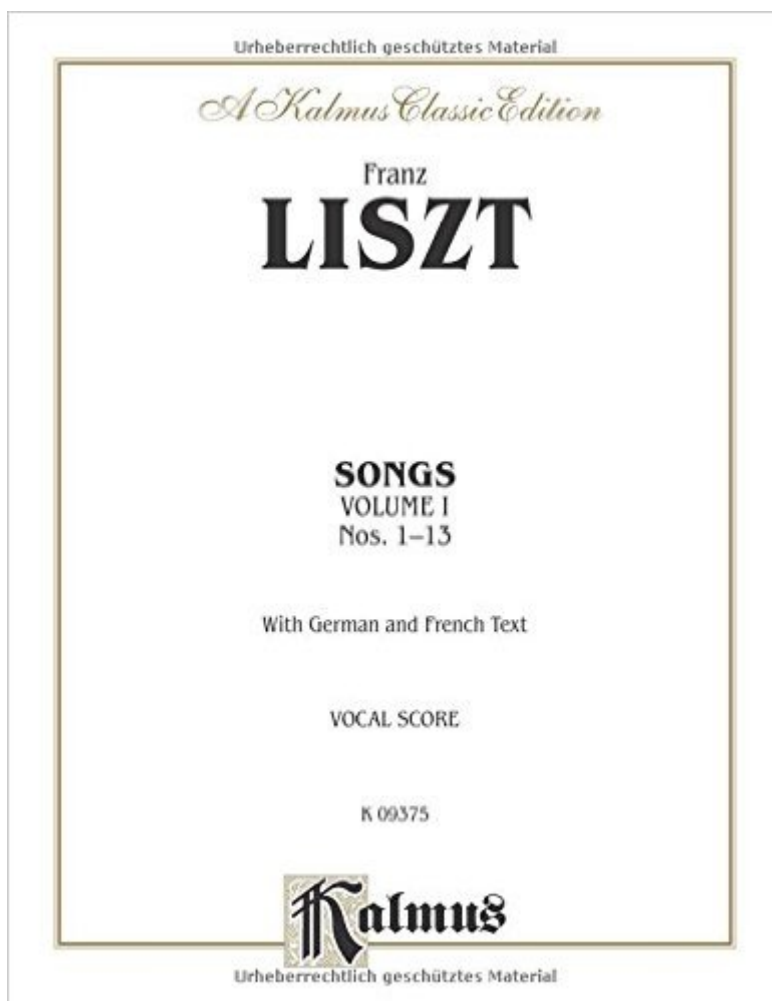 Urheberrechtlich geschütztes Material
A Kalmus Classic Edition
Franz
LISZT
SONGS
VOLUME I
Nos. 1–13
With German and French Text
VOCAL SCORE
K 09375
Kalmus
Urheberrechtlich geschütztes Material